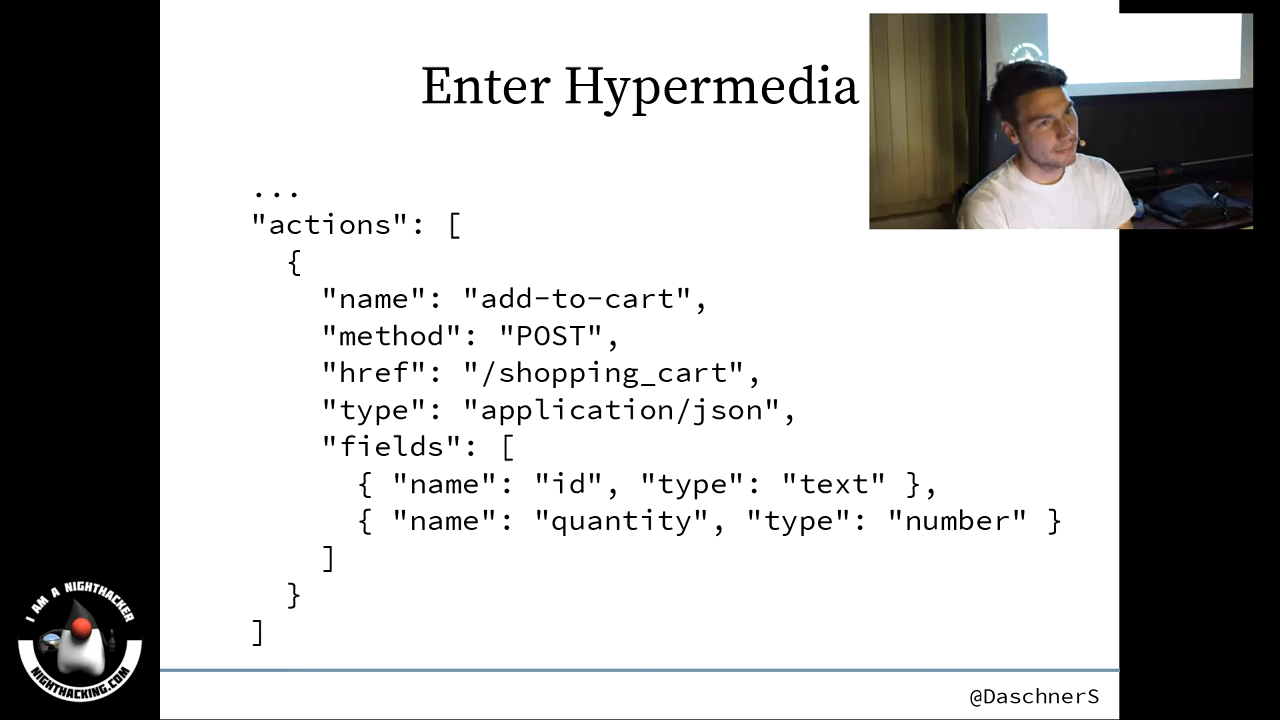 Enter Hypermedia
...
"actions": [
{
"name": "add-to-cart",
"method": "POST",
"href": "/shopping_cart",
"type": "application/json",
"fields": [
{ "name": "id", "type": "text" },
{ "name": "quantity", "type": "number" }
]
}
]
@DaschnerS
I AM A NIGHTHACKER
NIGHTHACKING.COM